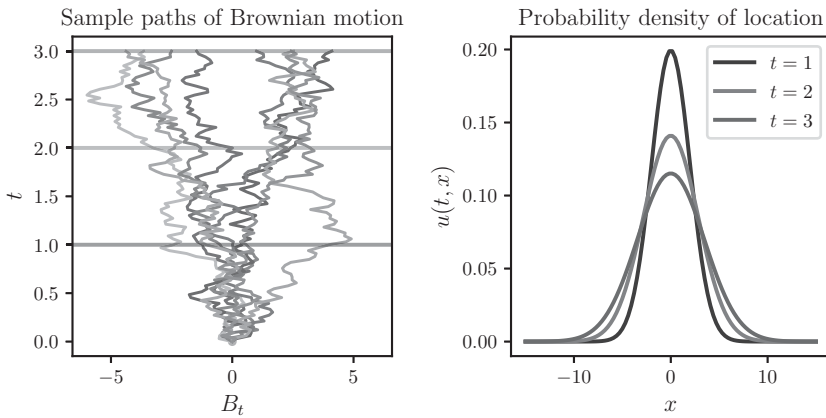 Sample paths of Brownian motion
3.0
2.5
2.0
1.5
1.0
0.5
0.0
t
−5
0
5
B_t
Probability density of location
0.20
0.15
0.10
0.05
0.00
u(t, x)
t = 1
t = 2
t = 3
−10
0
10
x